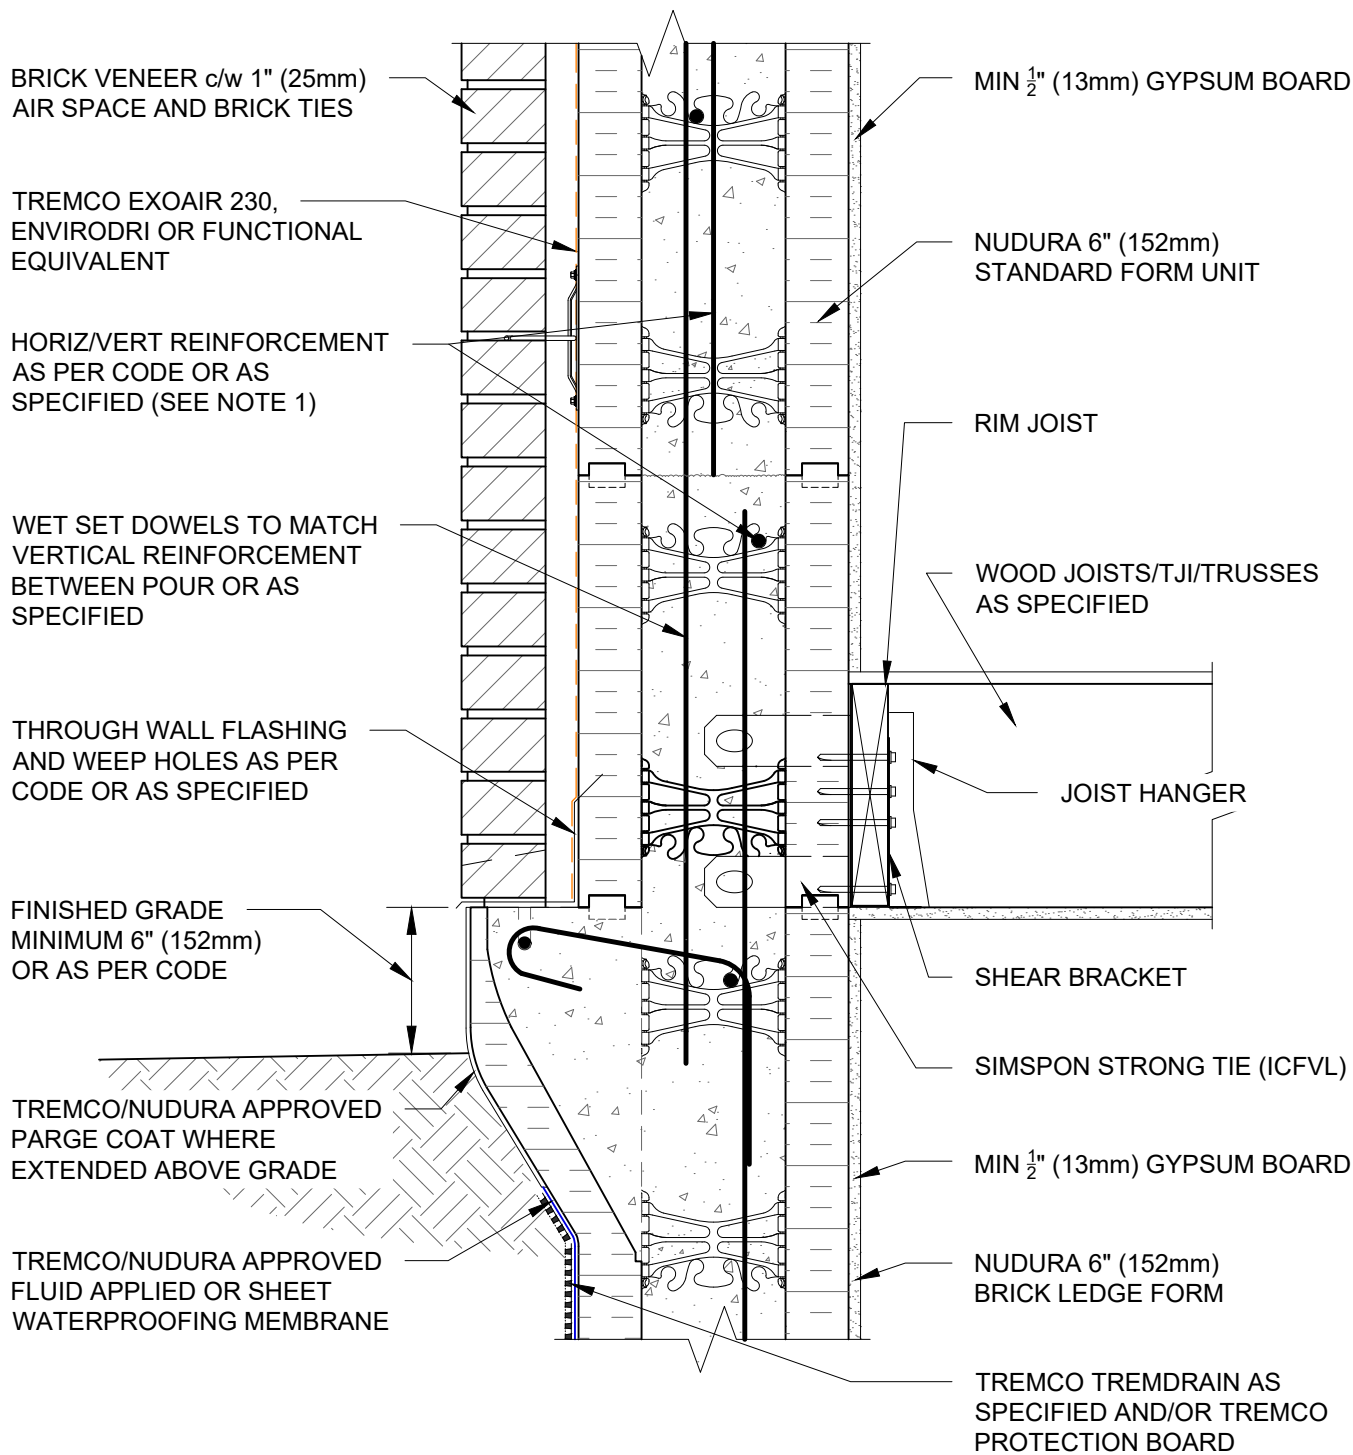 BRICK VENEER c/w 1" (25mm)
AIR SPACE AND BRICK TIES
TREMCO EXOAIR 230,
ENVIRODRI OR FUNCTIONAL
EQUIVALENT
HORIZ/VERT REINFORCEMENT
AS PER CODE OR AS
SPECIFIED (SEE NOTE 1)
WET SET DOWELS TO MATCH
VERTICAL REINFORCEMENT
BETWEEN POUR OR AS
SPECIFIED
THROUGH WALL FLASHING
AND WEEP HOLES AS PER
CODE OR AS SPECIFIED
FINISHED GRADE
MINIMUM 6" (152mm)
OR AS PER CODE
TREMCO/NUDURA APPROVED
PARGE COAT WHERE
EXTENDED ABOVE GRADE
TREMCO/NUDURA APPROVED
FLUID APPLIED OR SHEET
WATERPROOFING MEMBRANE
MIN 1/2" (13mm) GYPSUM BOARD
NUDURA 6" (152mm)
STANDARD FORM UNIT
RIM JOIST
WOOD JOISTS/TJI/TRUSSES
AS SPECIFIED
JOIST HANGER
SHEAR BRACKET
SIMSPON STRONG TIE (ICFVL)
MIN 1/2" (13mm) GYPSUM BOARD
NUDURA 6" (152mm)
BRICK LEDGE FORM
TREMCO TREMDRAIN AS
SPECIFIED AND/OR TREMCO
PROTECTION BOARD